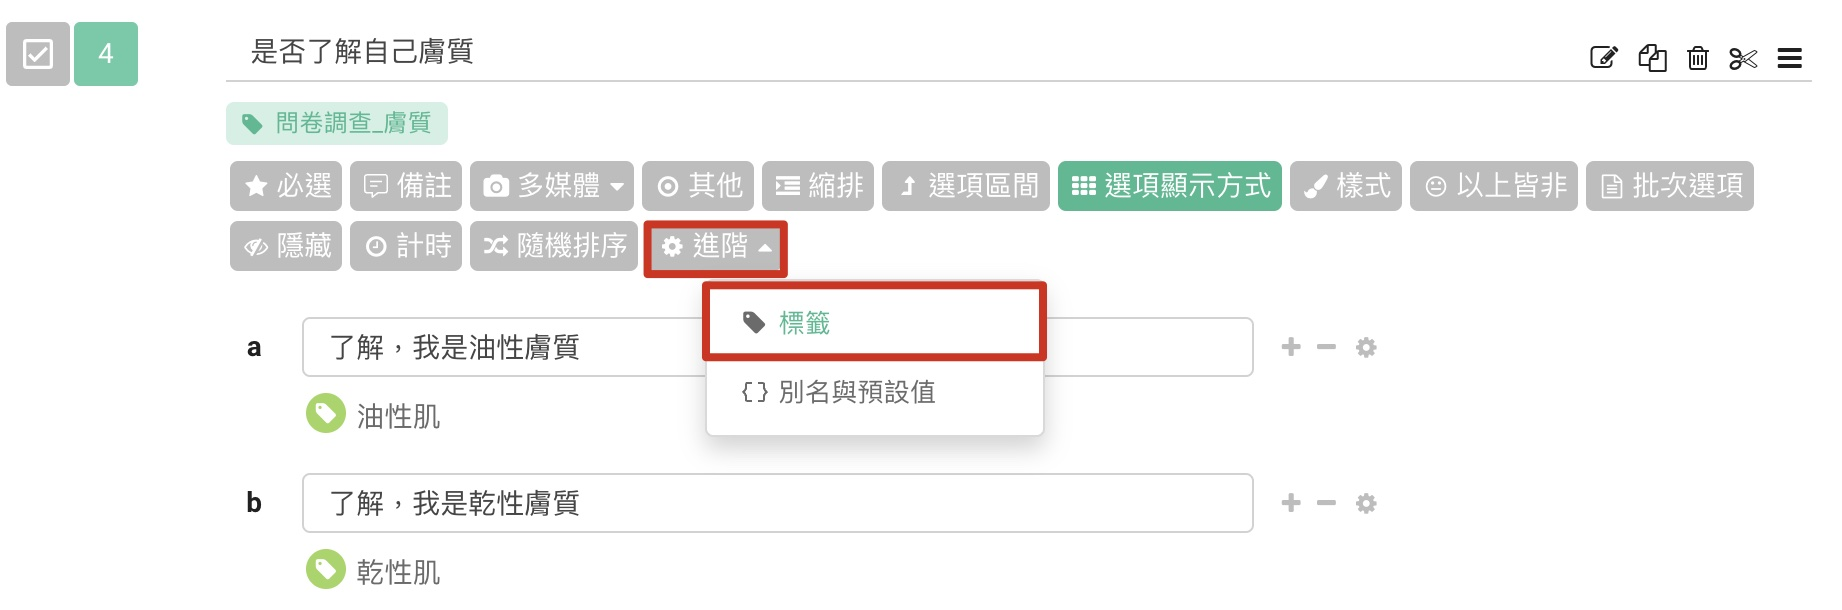 4
是否了解自己膚質
問卷調查_膚質
必選 備註 多媒體 其他 縮排 選項區間 選項顯示方式 樣式 以上皆非 批次選項
隱藏 計時 隨機排序 進階
標籤
{} 別名與預設值
a 了解，我是油性膚質
油性肌
b 了解，我是乾性膚質
乾性肌